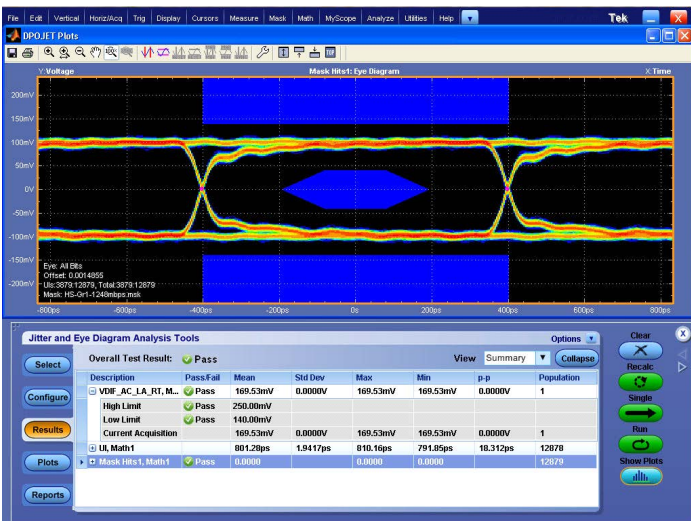 File Edit Vertical Horiz/Acq Trig Display Cursors Measure Mask Math MyScope Analyze Utilities Help Tek
DPOJET Plots
Y:Voltage Mask Hits1: Eye Diagram X:Time
200mV
150mV
100mV
50mV
0V
-50mV
-100mV
-150mV
-200mV
Eye: All Bits
Offset: 0.0014855
UIs:3879:12879, Total:3879:12879
Mask: HS-Gr1-1248mbps.msk
-800ps -600ps -400ps -200ps 0s 200ps 400ps 600ps 800ps
Jitter and Eye Diagram Analysis Tools Options
Clear
X
Select
Overall Test Result: Pass View Summary Collapse
Recalc
Description Pass/Fail Mean Std Dev Max Min p-p Population
VDIF_AC_LA_RT, M... Pass 169.53mV 0.0000V 169.53mV 169.53mV 0.0000V 1
Configure
High Limit Pass 250.00mV
Single
Low Limit Pass 140.00mV
Results
Current Acquisition 169.53mV 0.0000V 169.53mV 169.53mV 0.0000V 1
Run
UI, Math1 801.28ps 1.9417ps 810.16ps 791.85ps 18.312ps 12878
Plots
Mask Hits1, Math1 Pass 0.0000 0.0000 0.0000 12879
Show Plots
Reports